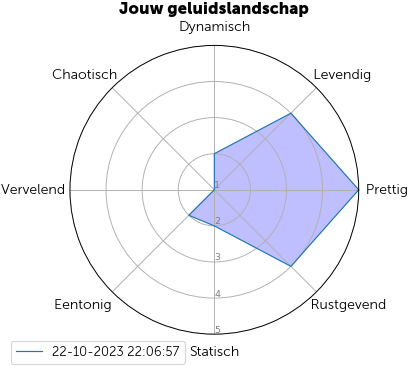 Jouw geluidslandschap
Dynamisch
Chaotisch
Levendig
Vervelend
1
Prettig
2
3
4
Eentonig
Rustgevend
5
22-10-2023 22:06:57
Statisch